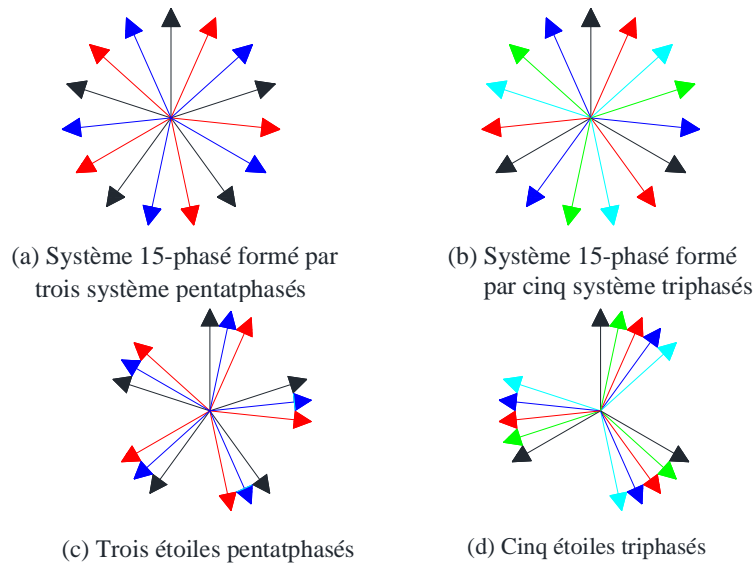 (a) Système 15-phasé formé par
trois système pentatphasés
(b) Système 15-phasé formé
par cinq système triphasés
(c) Trois étoiles pentatphasés
(d) Cinq étoiles triphasés